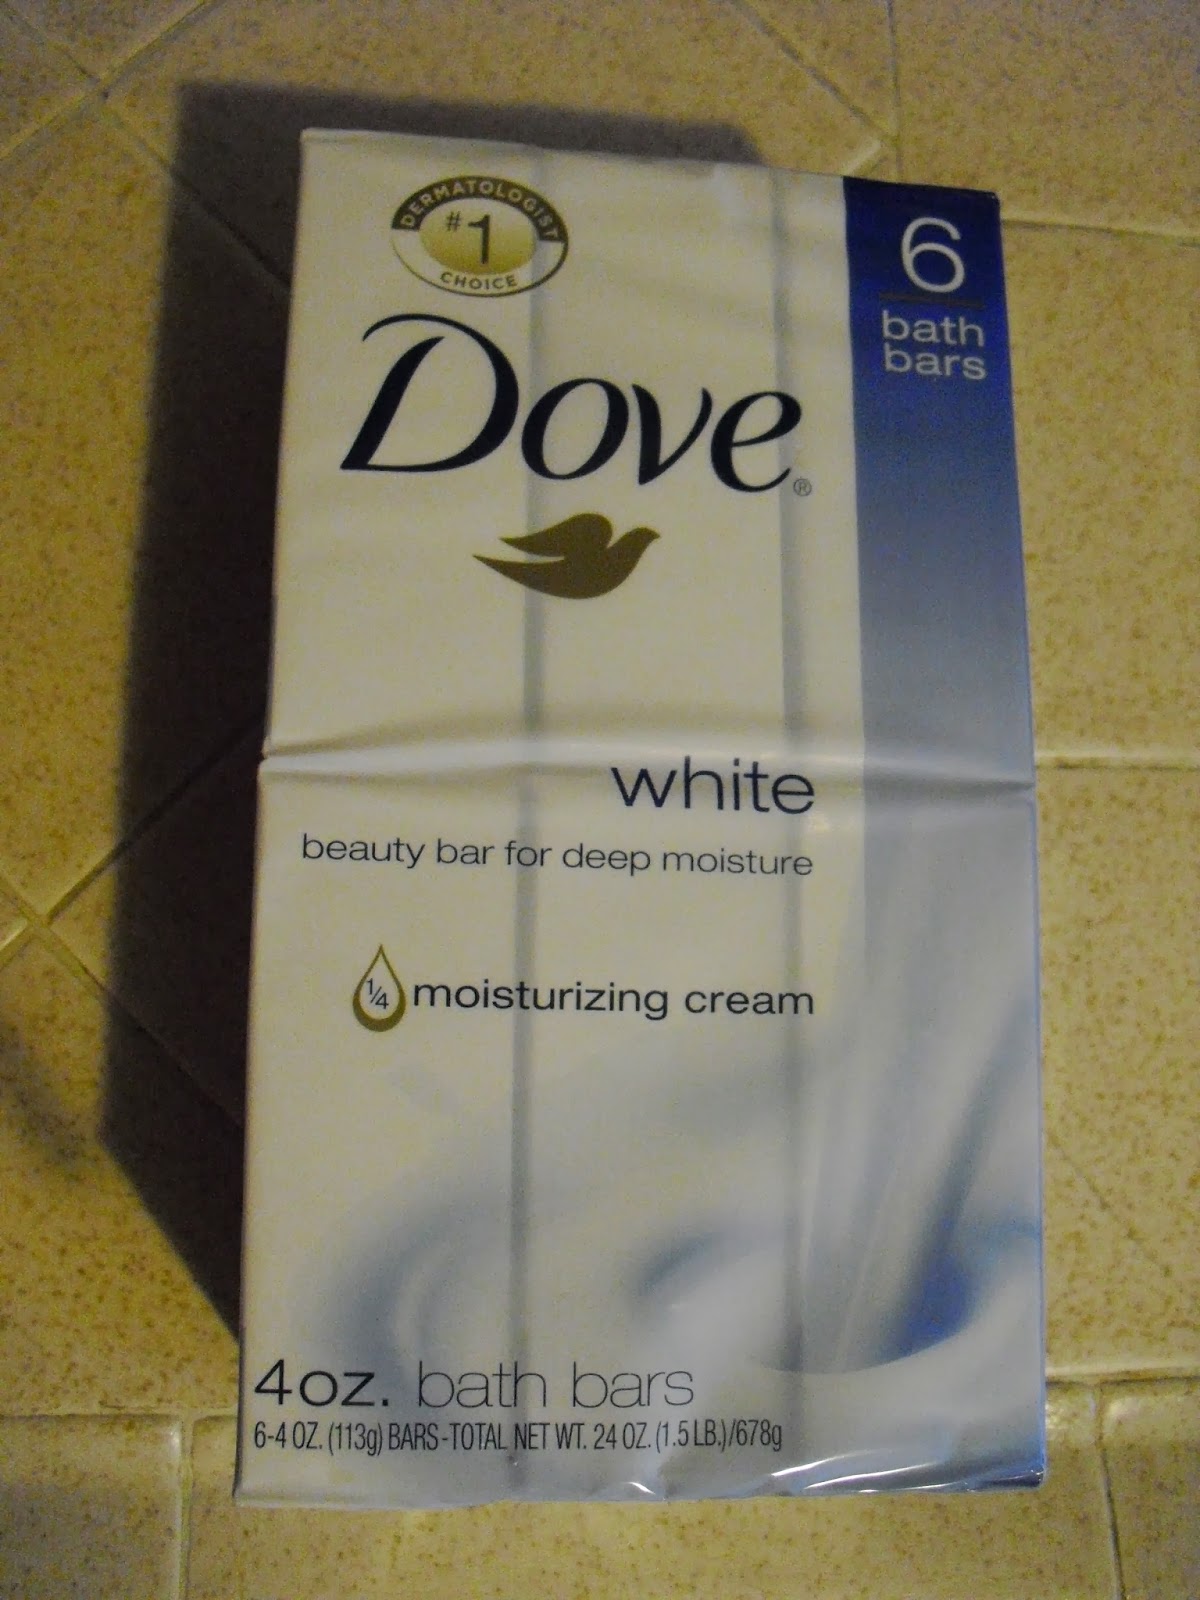 DERMATOLOGIST
#1
CHOICE
6
bath
bars
Dove®
white
beauty bar for deep moisture
1/4 moisturizing cream
4oz. bath bars
6-4 OZ. (113g) BARS-TOTAL NET WT. 24 OZ. (1.5 LB.)/678g